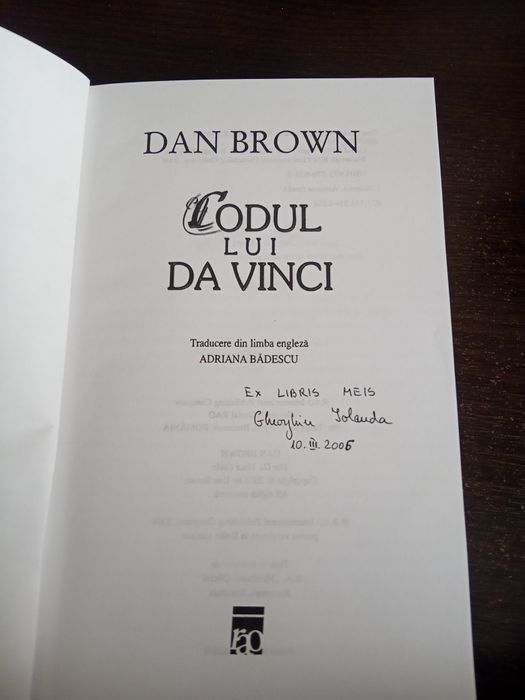 DAN BROWN
CODUL
LUI
DA VINCI
Traducere din limba engleză
ADRIANA BĂDESCU
EX LIBRIS MEIS
Gheorghiu Iolanda
10.III.2006
rao